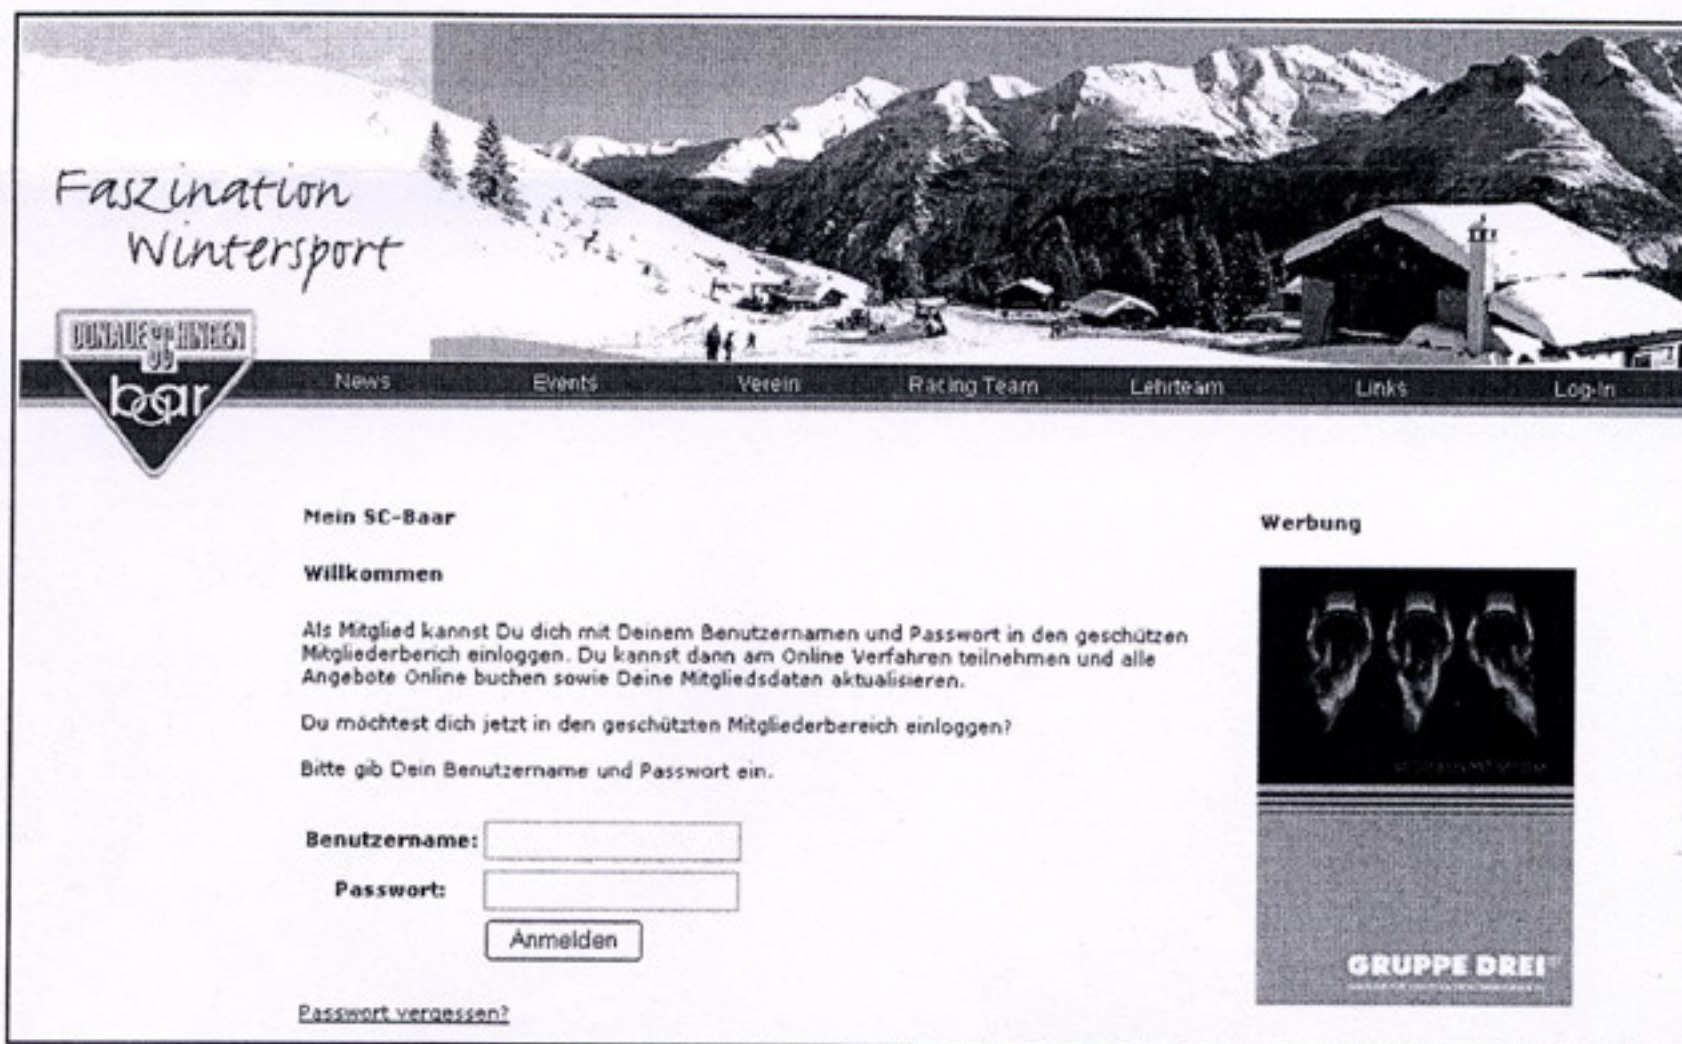 Faszination
Wintersport
DONAUESCHINGEN
SC
baar
News Events Verein Racing Team Lehrteam Links Log-In
Mein SC-Baar
Willkommen
Als Mitglied kannst Du dich mit Deinem Benutzernamen und Passwort in den geschützen
Mitgliederberich einloggen. Du kannst dann am Online Verfahren teilnehmen und alle
Angebote Online buchen sowie Deine Mitgliedsdaten aktualisieren.
Du möchtest dich jetzt in den geschützten Mitgliederbereich einloggen?
Bitte gib Dein Benutzername und Passwort ein.
Benutzername:
Passwort:
Anmelden
Passwort vergessen?
Werbung
GRUPPE DREI